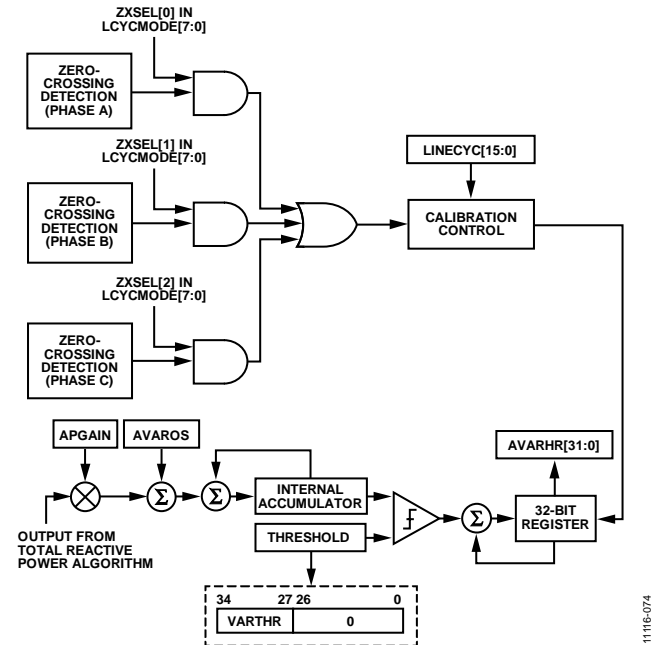 ZXSEL[0] IN
LCYCMODE[7:0]
ZERO-
CROSSING
DETECTION
(PHASE A)
ZXSEL[1] IN
LCYCMODE[7:0]
ZERO-
CROSSING
DETECTION
(PHASE B)
LINECYC[15:0]
CALIBRATION
CONTROL
ZXSEL[2] IN
LCYCMODE[7:0]
ZERO-
CROSSING
DETECTION
(PHASE C)
APGAIN
AVAROS
AVARHR[31:0]
Σ
Σ
INTERNAL
ACCUMULATOR
Σ
32-BIT
REGISTER
OUTPUT FROM
TOTAL REACTIVE
POWER ALGORITHM
THRESHOLD
34 27 26 0
VARTHR 0
11116-074